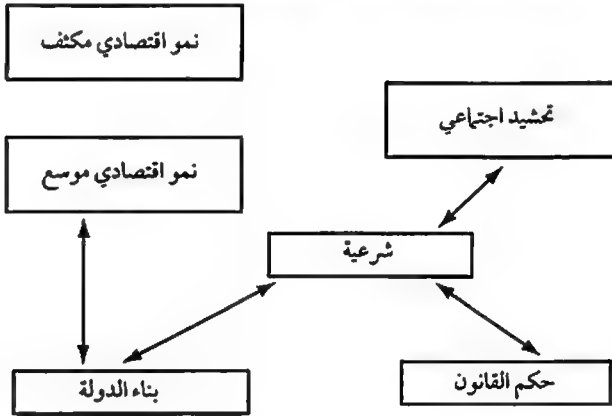 نمو اقتصادي مكثف
تحشيد اجتماعي
نمو اقتصادي موسع
شرعية
حكم القانون
بناء الدولة